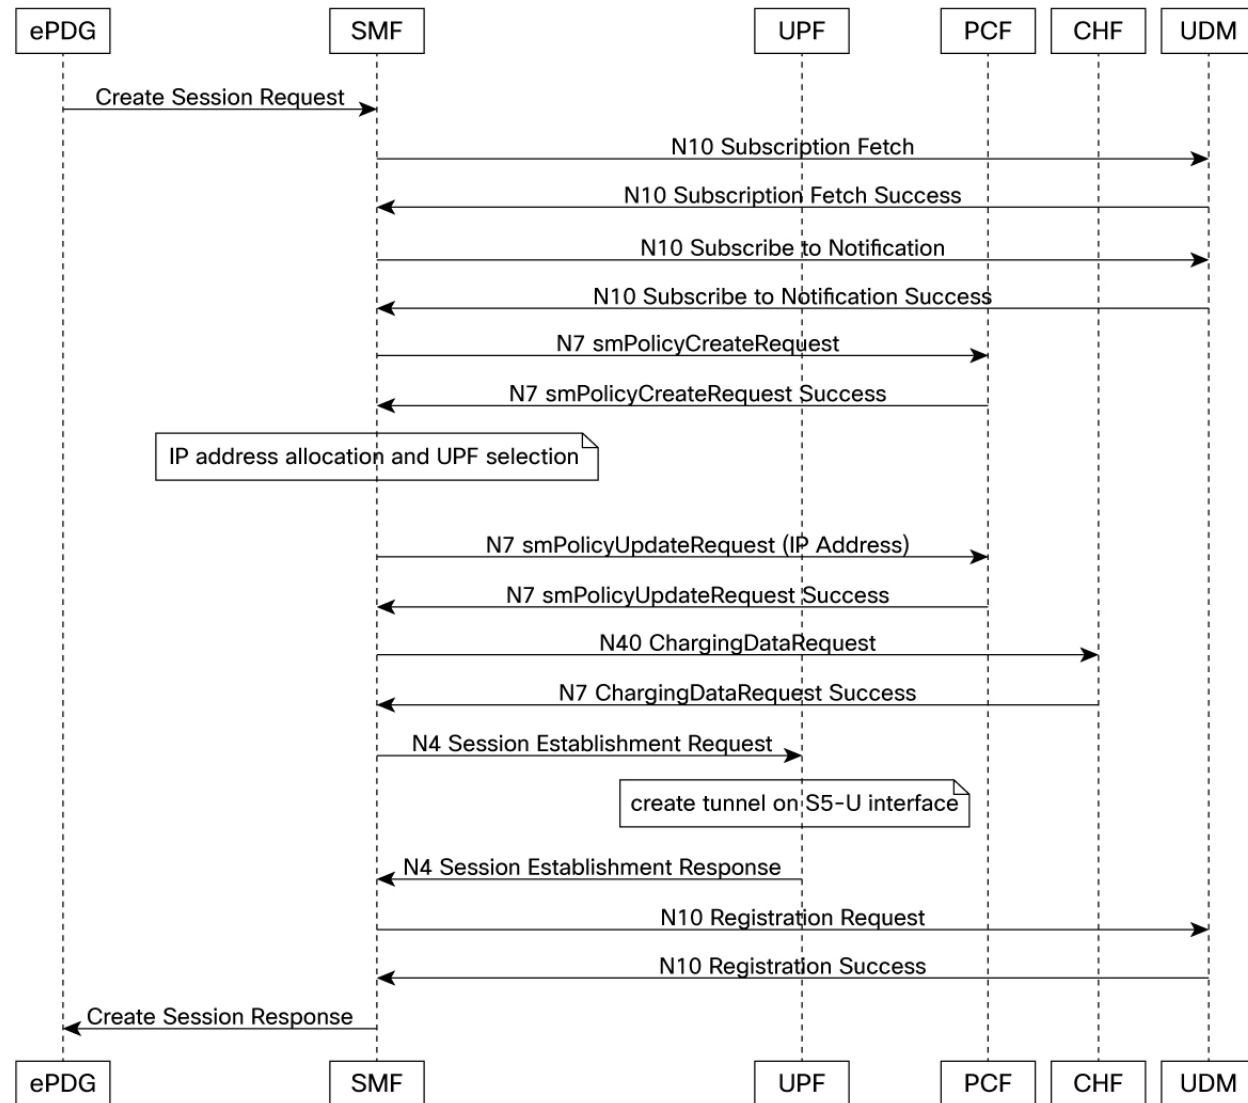 ePDG
SMF
UPF
PCF
CHF
UDM
Create Session Request
N10 Subscription Fetch
N10 Subscription Fetch Success
N10 Subscribe to Notification
N10 Subscribe to Notification Success
N7 smPolicyCreateRequest
N7 smPolicyCreateRequest Success
IP address allocation and UPF selection
N7 smPolicyUpdateRequest (IP Address)
N7 smPolicyUpdateRequest Success
N40 ChargingDataRequest
N7 ChargingDataRequest Success
N4 Session Establishment Request
create tunnel on S5-U interface
N4 Session Establishment Response
N10 Registration Request
N10 Registration Success
Create Session Response
ePDG
SMF
UPF
PCF
CHF
UDM